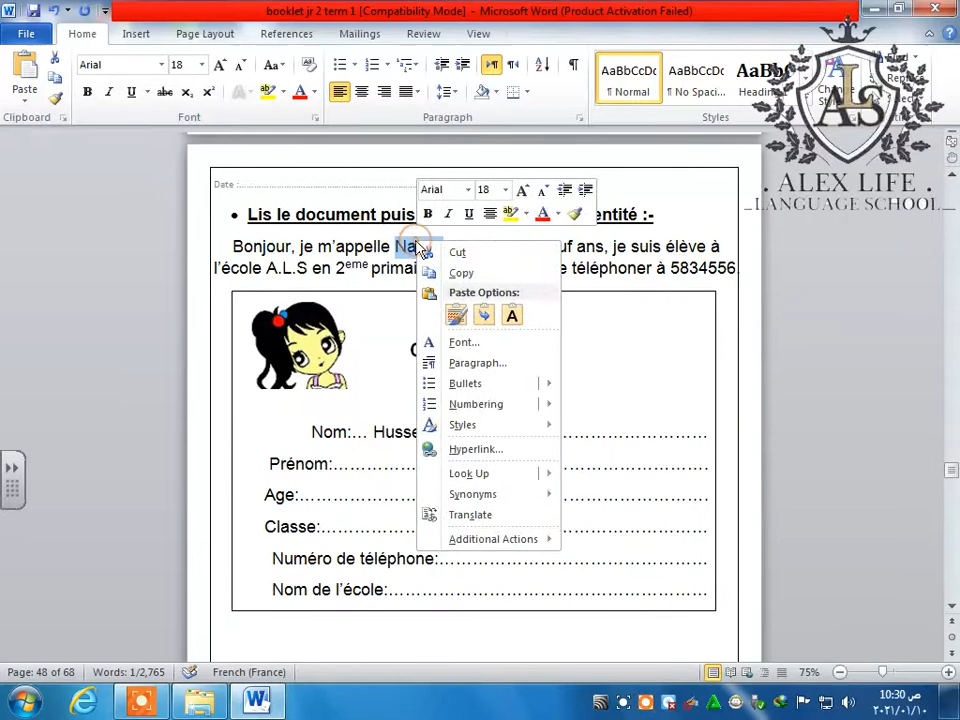 booklet jr 2 term 1 [Compatibility Mode] - Microsoft Word (Product Activation Failed)
File Home Insert Page Layout References Mailings Review View
Arial 18
Paste
AaBbCcDc AaBbCcDc AaBbC
¶ Normal ¶ No Spaci... Heading
Clipboard Font Paragraph Styles
ALS
. ALEX LIFE .
LANGUAGE SCHOOL
Date :
Arial 18
• Lis le document puis entité :-
Bonjour, je m'appelle Na uf ans, je suis élève à
l'école A.L.S en 2eme primai e téléphoner à 5834556.
Cut
Copy
Paste Options:
Font...
Paragraph...
Bullets
Numbering
Styles
Hyperlink...
Look Up
Synonyms
Translate
Additional Actions
Nom:… Husse
Prénom:
Age:
Classe:
Numéro de téléphone:
Nom de l'école:
Page: 48 of 68 Words: 1/2,765 French (France) 75%
10:30 ص
٢٠٢١/٠١/١٠